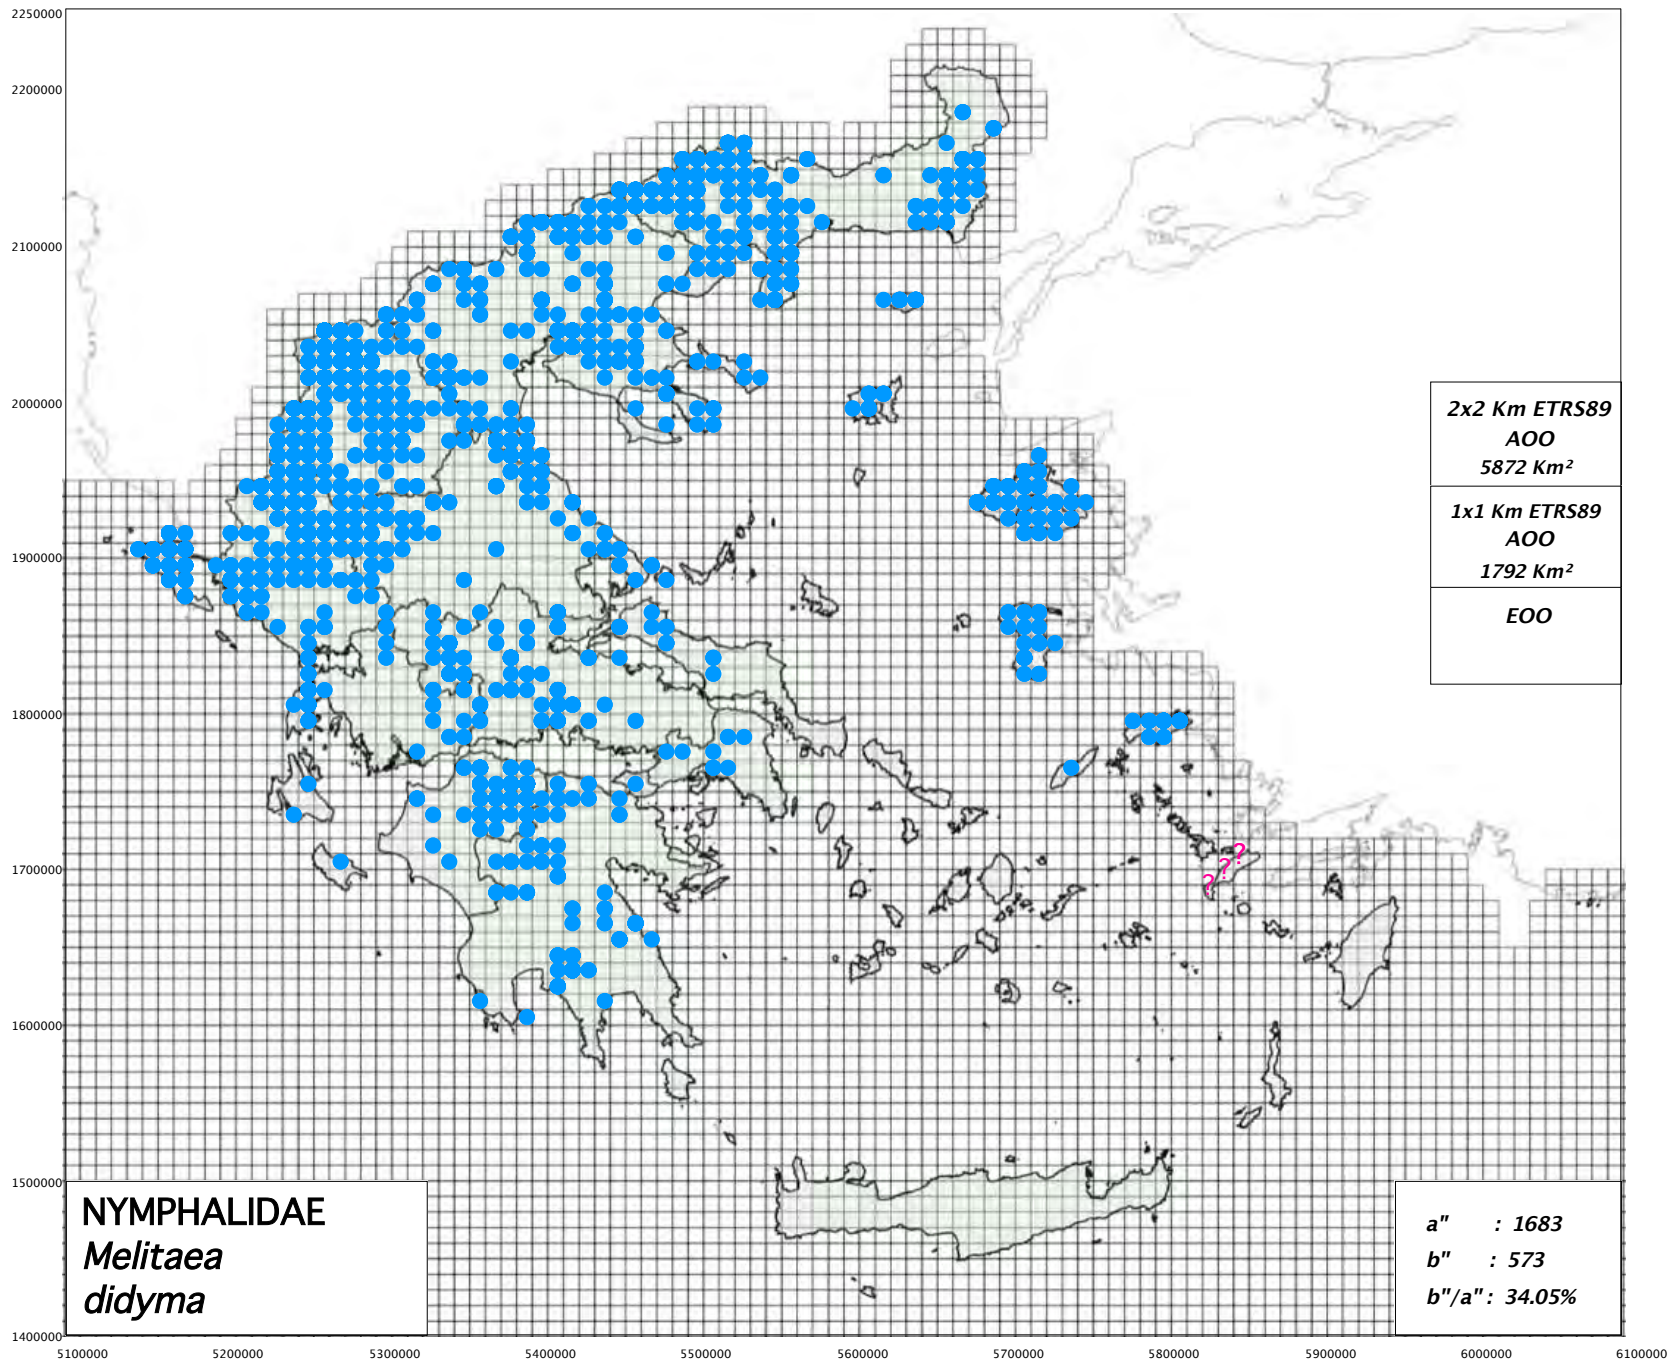 2250000
2200000
2100000
2000000
1900000
1800000
1700000
1600000
1500000
1400000
5100000 5200000 5300000 5400000 5500000 5600000 5700000 5800000 5900000 6000000 6100000
2x2 Km ETRS89
AOO
5872 Km²
1x1 Km ETRS89
AOO
1792 Km²
EOO
?
?
?
NYMPHALIDAE
Melitaea
didyma
a" : 1683
b" : 573
b"/a" : 34.05%